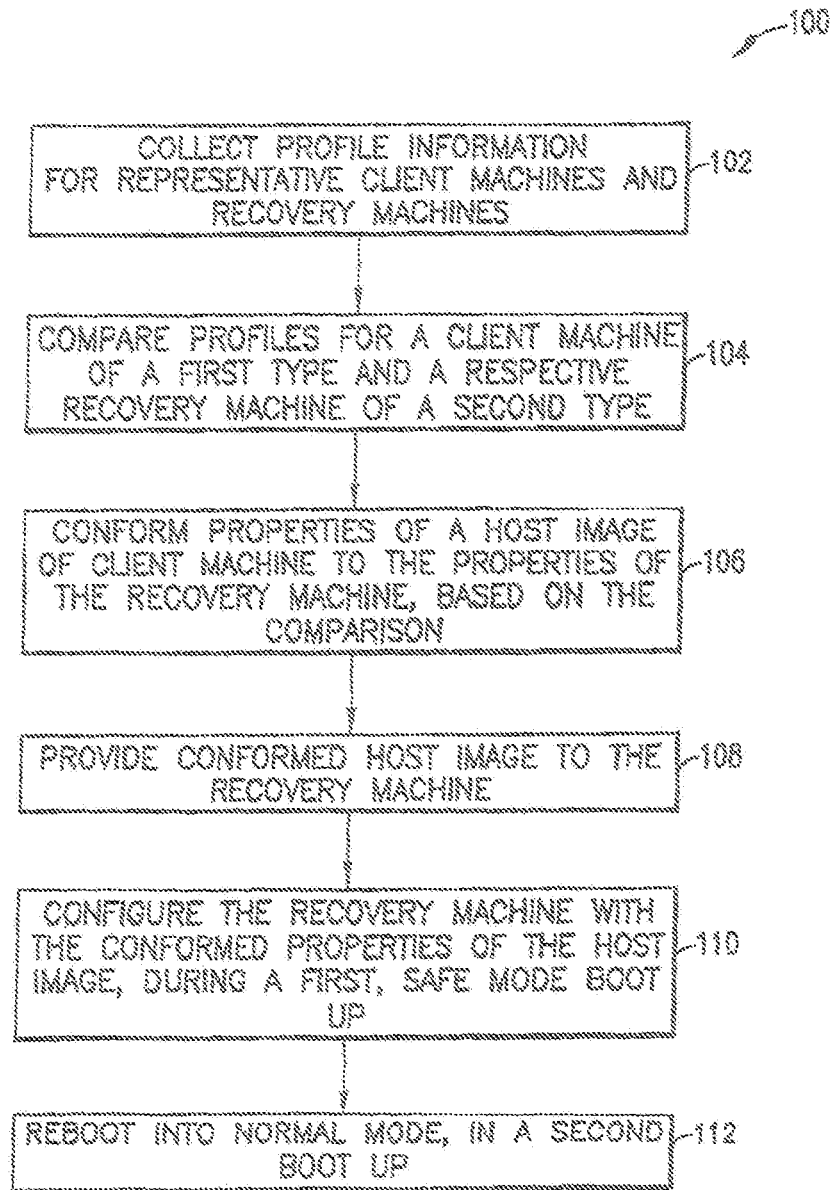 100
COLLECT PROFILE INFORMATION
FOR REPRESENTATIVE CLIENT MACHINES AND
RECOVERY MACHINES
102
COMPARE PROFILES FOR A CLIENT MACHINE
OF A FIRST TYPE AND A RESPECTIVE
RECOVERY MACHINE OF A SECOND TYPE
104
CONFORM PROPERTIES OF A HOST IMAGE
OF CLIENT MACHINE TO THE PROPERTIES OF
THE RECOVERY MACHINE, BASED ON THE
COMPARISON
106
PROVIDE CONFORMED HOST IMAGE TO THE
RECOVERY MACHINE
108
CONFIGURE THE RECOVERY MACHINE WITH
THE CONFORMED PROPERTIES OF THE HOST
IMAGE, DURING A FIRST, SAFE MODE BOOT
UP
110
REBOOT INTO NORMAL MODE, IN A SECOND
BOOT UP
112